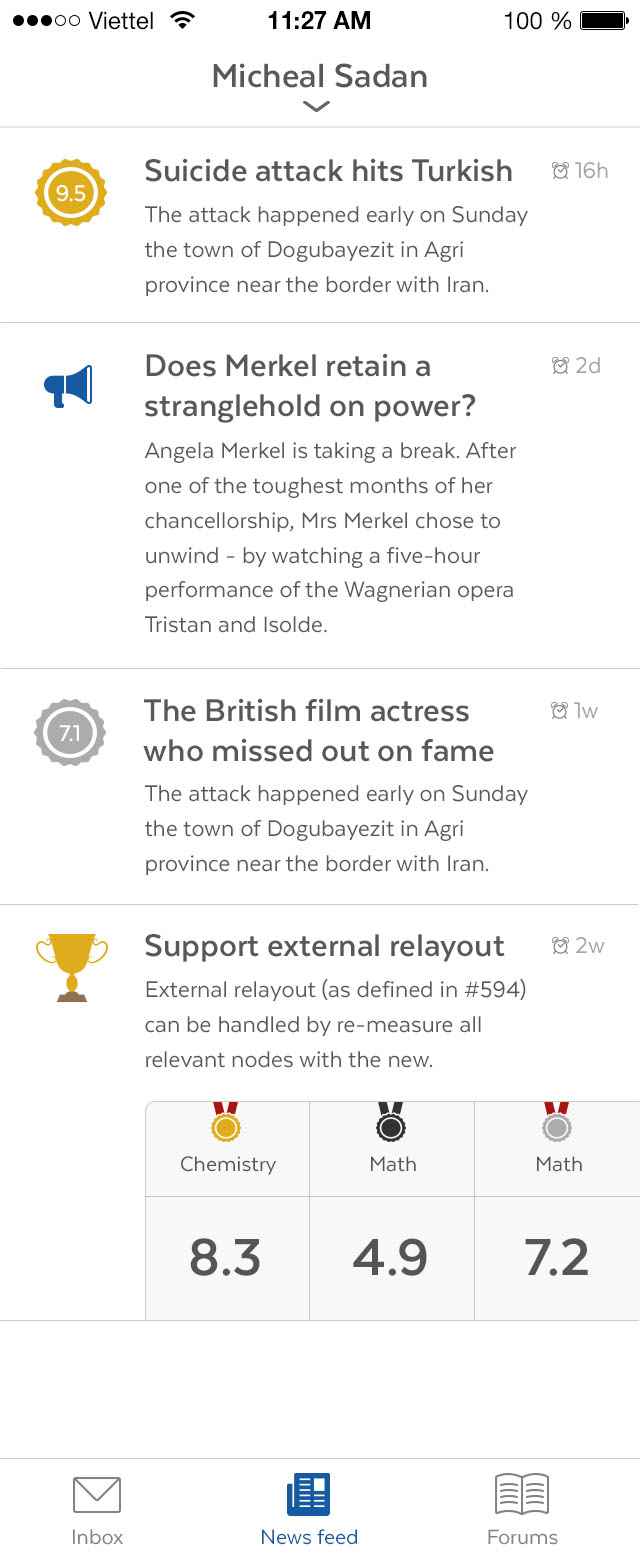 Viettel 11:27 AM 100 %
Micheal Sadan
9.5 Suicide attack hits Turkish 16h
The attack happened early on Sunday
the town of Dogubayezit in Agri
province near the border with Iran.
Does Merkel retain a 2d
stranglehold on power?
Angela Merkel is taking a break. After
one of the toughest months of her
chancellorship, Mrs Merkel chose to
unwind - by watching a five-hour
performance of the Wagnerian opera
Tristan and Isolde.
7.1 The British film actress 1w
who missed out on fame
The attack happened early on Sunday
the town of Dogubayezit in Agri
province near the border with Iran.
Support external relayout 2w
External relayout (as defined in #594)
can be handled by re-measure all
relevant nodes with the new.
Chemistry Math Math
8.3 4.9 7.2
Inbox News feed Forums